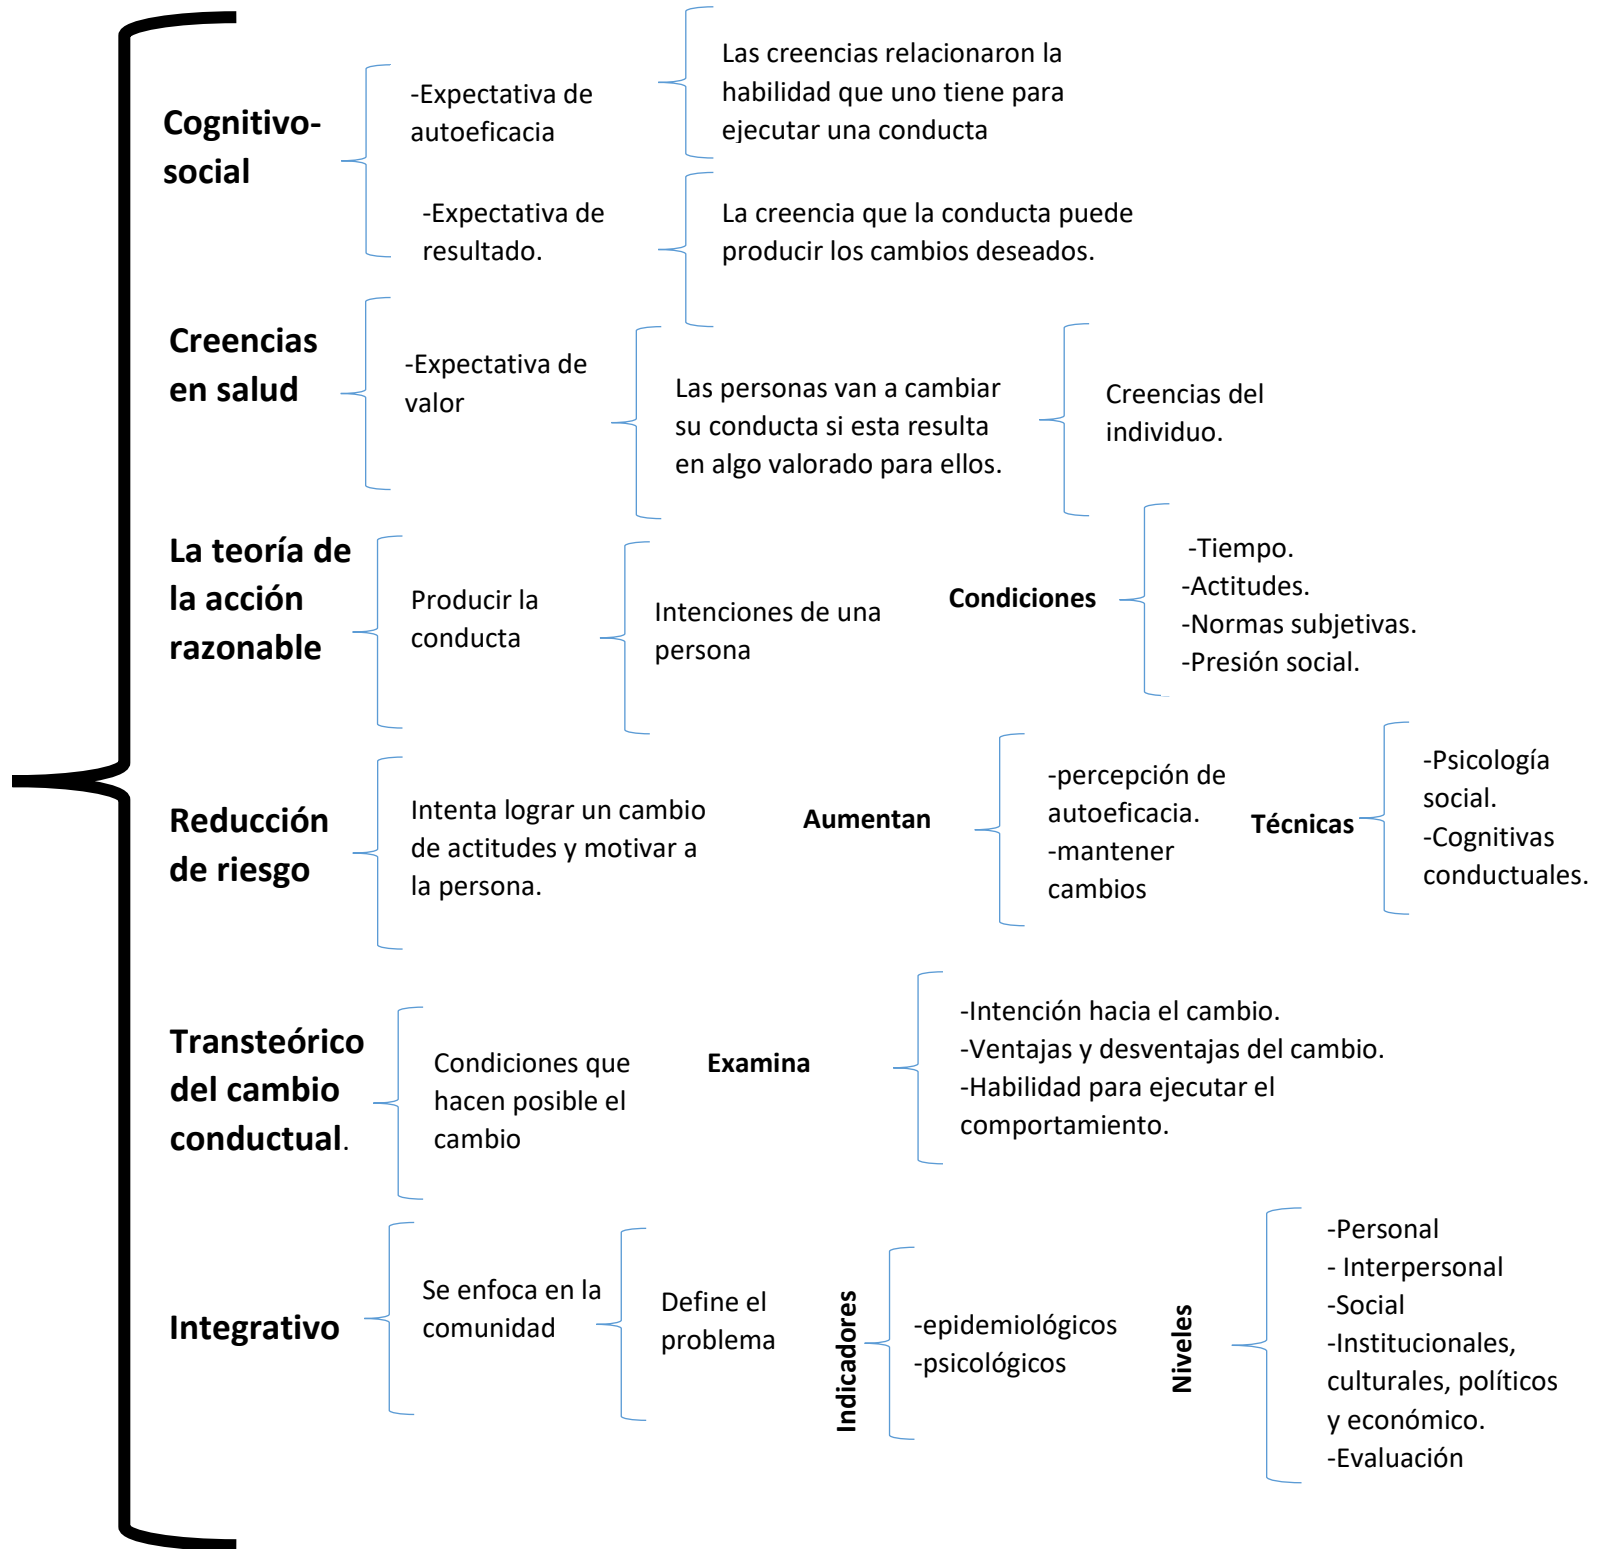 Cognitivo-
social
-Expectativa de
autoeficacia
Las creencias relacionaron la
habilidad que uno tiene para
ejecutar una conducta
-Expectativa de
resultado.
La creencia que la conducta puede
producir los cambios deseados.
Creencias
en salud
-Expectativa de
valor
Las personas van a cambiar
su conducta si esta resulta
en algo valorado para ellos.
Creencias del
individuo.
La teoría de
la acción
razonable
Producir la
conducta
Intenciones de una
persona
Condiciones
-Tiempo.
-Actitudes.
-Normas subjetivas.
-Presión social.
Reducción
de riesgo
Intenta lograr un cambio
de actitudes y motivar a
la persona.
Aumentan
-percepción de
autoeficacia.
-mantener
cambios
Técnicas
-Psicología
social.
-Cognitivas
conductuales.
Transteórico
del cambio
conductual.
Condiciones que
hacen posible el
cambio
Examina
-Intención hacia el cambio.
-Ventajas y desventajas del cambio.
-Habilidad para ejecutar el
comportamiento.
Integrativo
Se enfoca en la
comunidad
Define el
problema
Indicadores
-epidemiológicos
-psicológicos
Niveles
-Personal
- Interpersonal
-Social
-Institucionales,
culturales, políticos
y económico.
-Evaluación